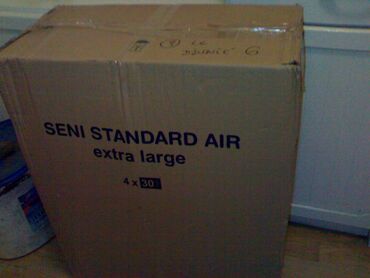 SENI STANDARD AIR
extra large
4 x 30